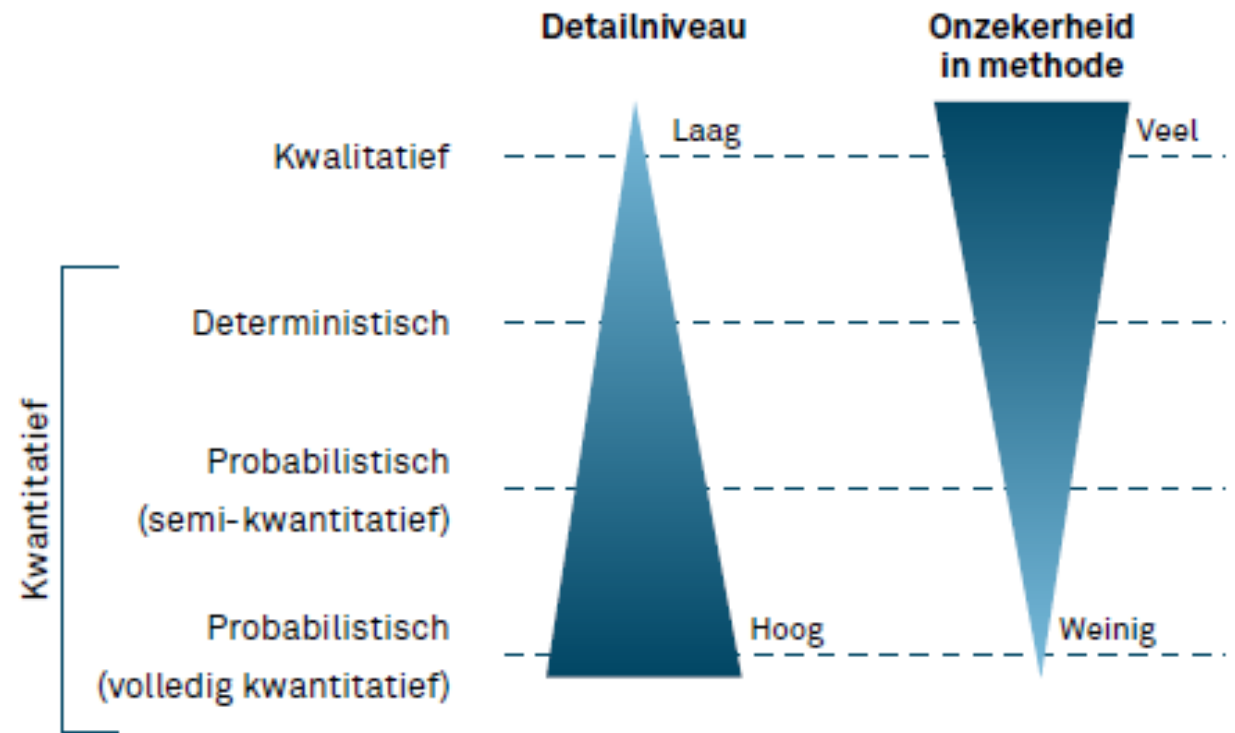 Detailniveau
Onzekerheid
in methode
Kwalitatief
Laag
Veel
Deterministisch
Kwantitatief
Probabilistisch
(semi-kwantitatief)
Probabilistisch
(volledig kwantitatief)
Hoog
Weinig